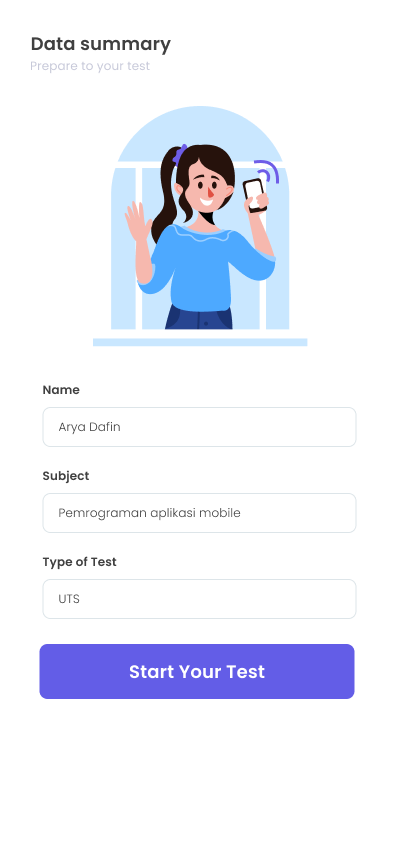 Data summary
Prepare to your test
Name
Arya Dafin
Subject
Pemrograman aplikasi mobile
Type of Test
UTS
Start Your Test